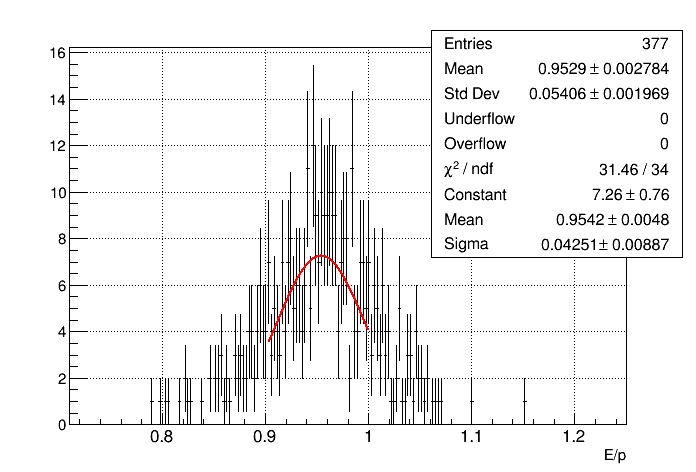 Entries 377
Mean 0.9529 ± 0.002784
Std Dev 0.05406 ± 0.001969
Underflow 0
Overflow 0
χ² / ndf 31.46 / 34
Constant 7.26 ± 0.76
Mean 0.9542 ± 0.0048
Sigma 0.04251 ± 0.00887
16
14
12
10
8
6
4
2
0
0.8 0.9 1 1.1 1.2
E/p